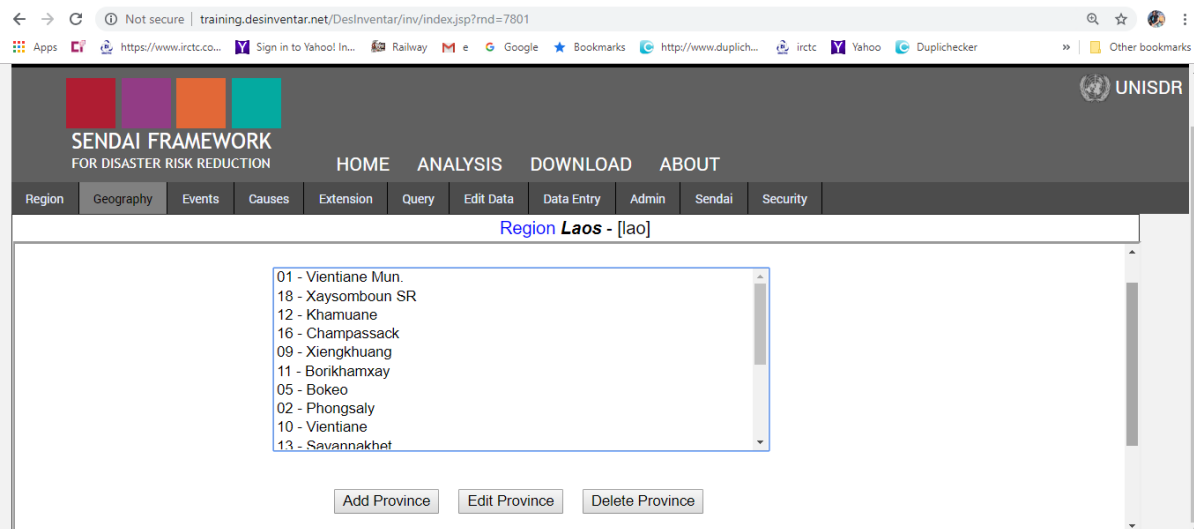 Not secure | training.desinventar.net/DesInventar/inv/index.jsp?rnd=7801
Apps https://www.irctc.co... Sign in to Yahoo! In... Railway M e Google Bookmarks http://www.duplich... irctc Yahoo Duplichecker » Other bookmarks
UNISDR
SENDAI FRAMEWORK
FOR DISASTER RISK REDUCTION
HOME ANALYSIS DOWNLOAD ABOUT
Region Geography Events Causes Extension Query Edit Data Data Entry Admin Sendai Security
Region Laos - [lao]
01 - Vientiane Mun.
18 - Xaysomboun SR
12 - Khamuane
16 - Champassack
09 - Xiengkhuang
11 - Borikhamxay
05 - Bokeo
02 - Phongsaly
10 - Vientiane
13 - Savannakhet
Add Province Edit Province Delete Province